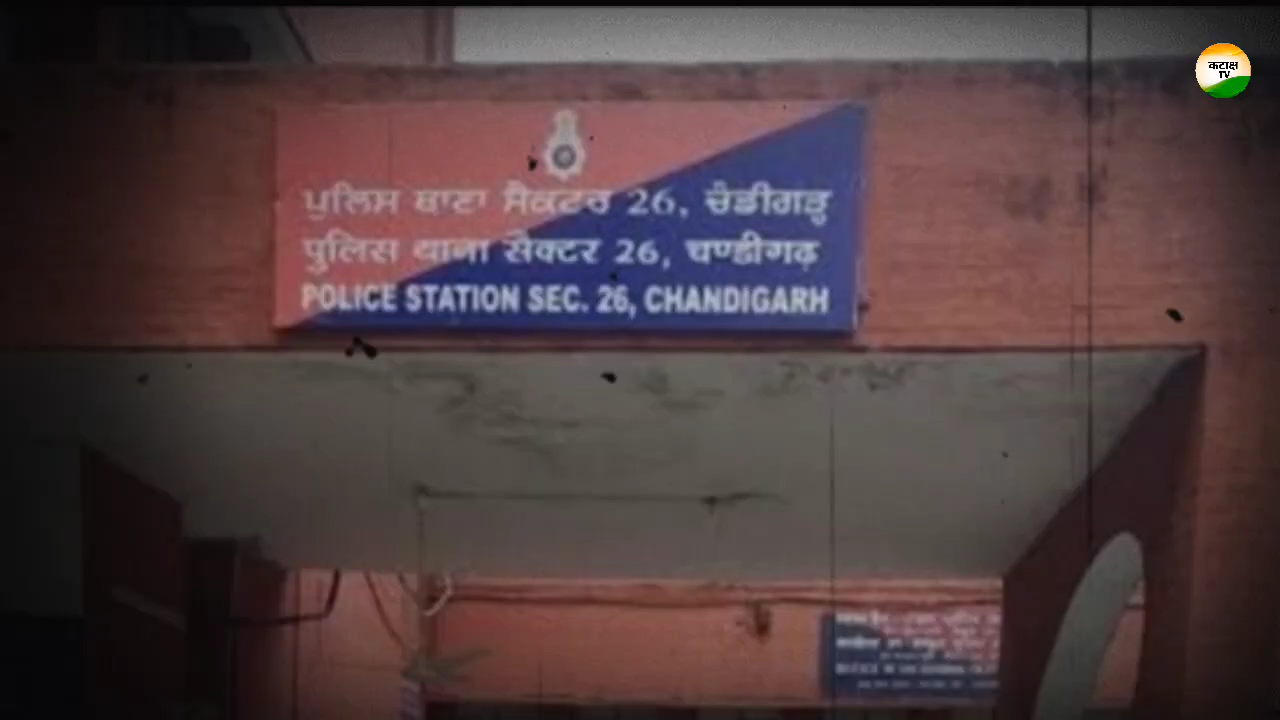 कटाक्ष
TV
ਪੁਲਿਸ ਥਾਣਾ ਸੈਕਟਰ 26, ਚੰਡੀਗੜ੍ਹ
पुलिस थाना सैक्टर 26, चण्डीगढ़
POLICE STATION SEC. 26, CHANDIGARH